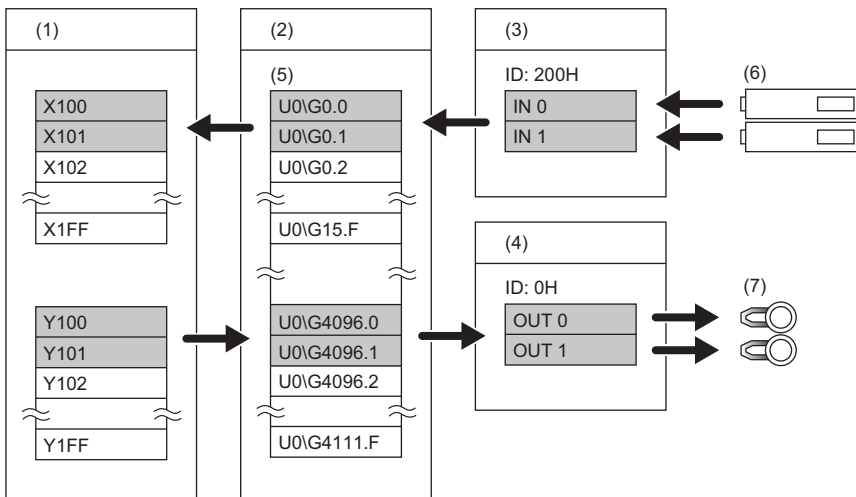 (1)
X100
X101
X102
X1FF
Y100
Y101
Y102
Y1FF
(2)
(5)
U0\G0.0
U0\G0.1
U0\G0.2
U0\G15.F
U0\G4096.0
U0\G4096.1
U0\G4096.2
U0\G4111.F
(3)
ID: 200H
IN 0
IN 1
(6)
(4)
ID: 0H
OUT 0
OUT 1
(7)